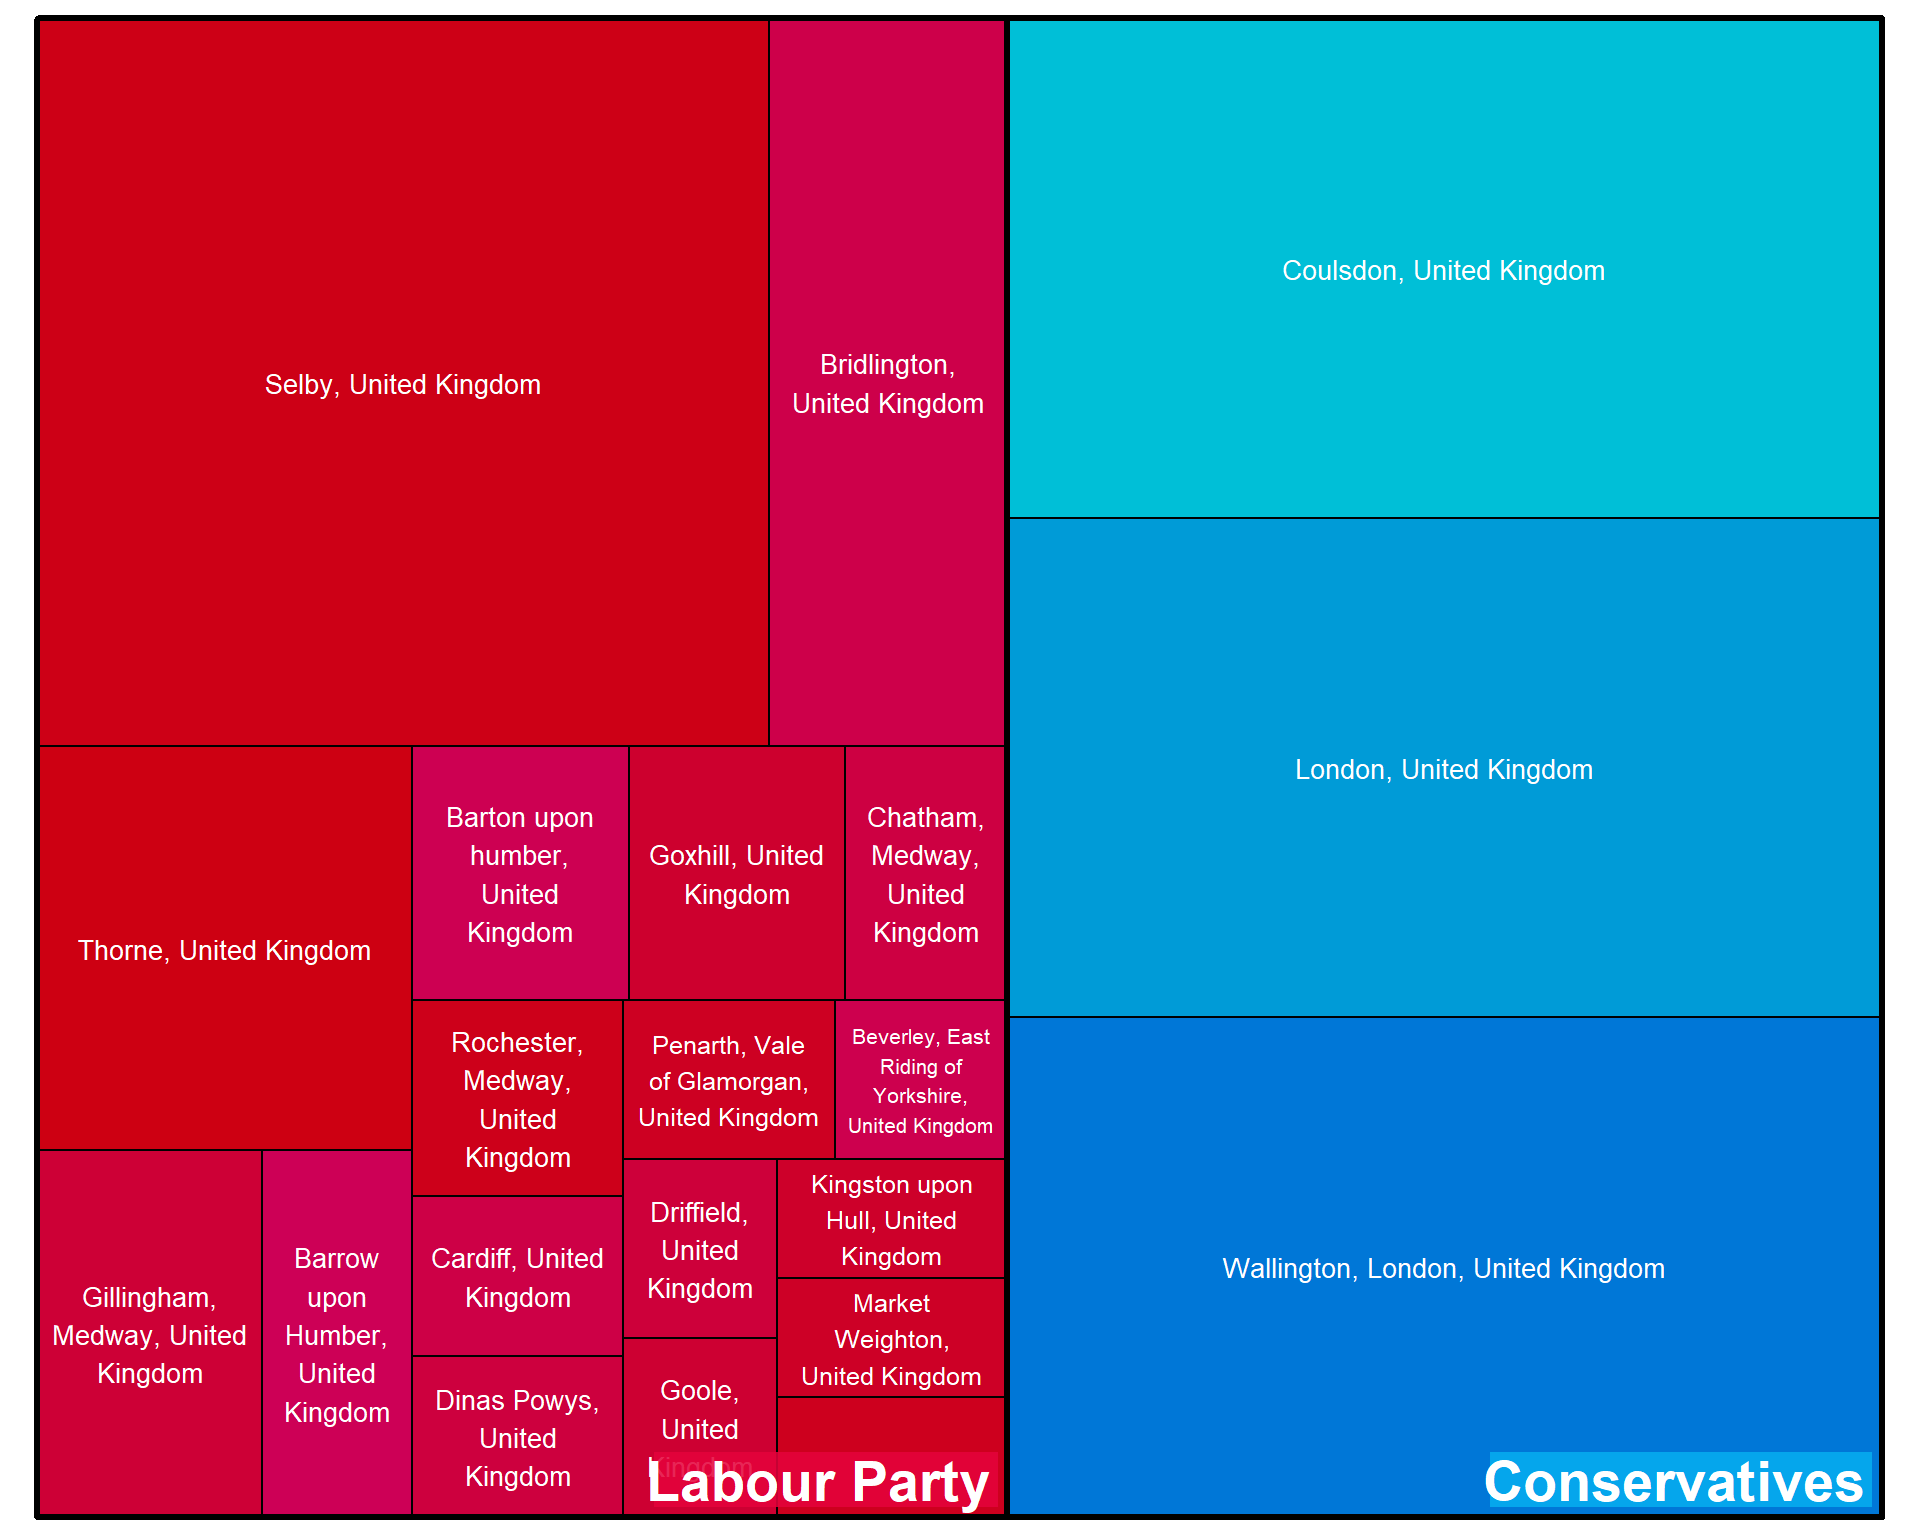 Selby, United Kingdom
Bridlington,
United Kingdom
Coulsdon, United Kingdom
London, United Kingdom
Wallington, London, United Kingdom
Thorne, United Kingdom
Barton upon
humber,
United
Kingdom
Goxhill, United
Kingdom
Chatham,
Medway,
United
Kingdom
Rochester,
Medway,
United
Kingdom
Penarth, Vale
of Glamorgan,
United Kingdom
Beverley, East
Riding of
Yorkshire,
United Kingdom
Gillingham,
Medway, United
Kingdom
Barrow
upon
Humber,
United
Kingdom
Cardiff, United
Kingdom
Dinas Powys,
United
Kingdom
Driffield,
United
Kingdom
Kingston upon
Hull, United
Kingdom
Market
Weighton,
United Kingdom
Goole,
United
Kingdom
Labour Party
Conservatives